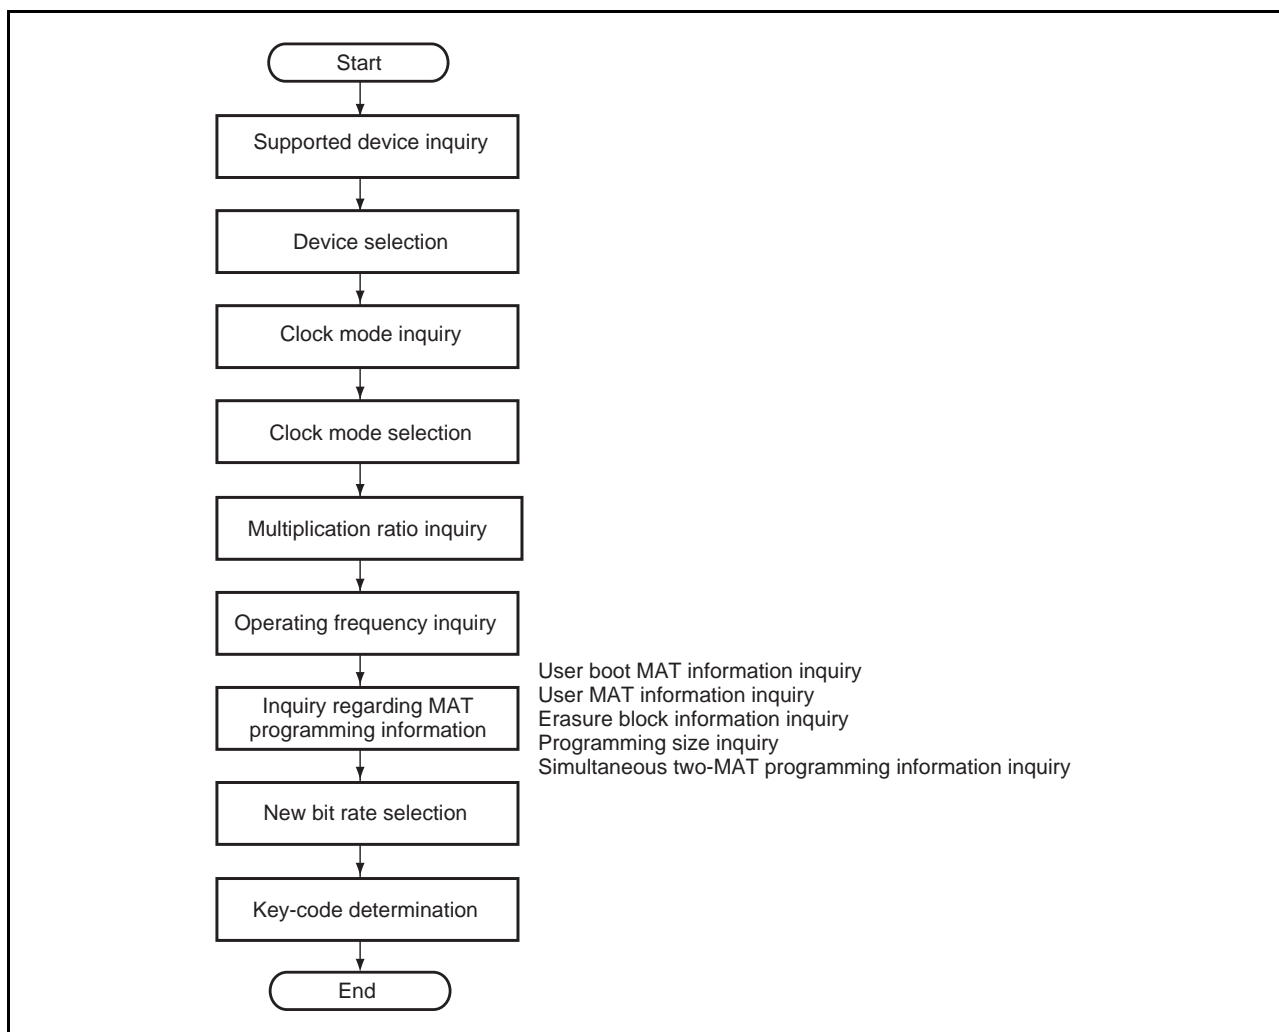 Start
Supported device inquiry
Device selection
Clock mode inquiry
Clock mode selection
Multiplication ratio inquiry
Operating frequency inquiry
Inquiry regarding MAT
programming information
User boot MAT information inquiry
User MAT information inquiry
Erasure block information inquiry
Programming size inquiry
Simultaneous two-MAT programming information inquiry
New bit rate selection
Key-code determination
End